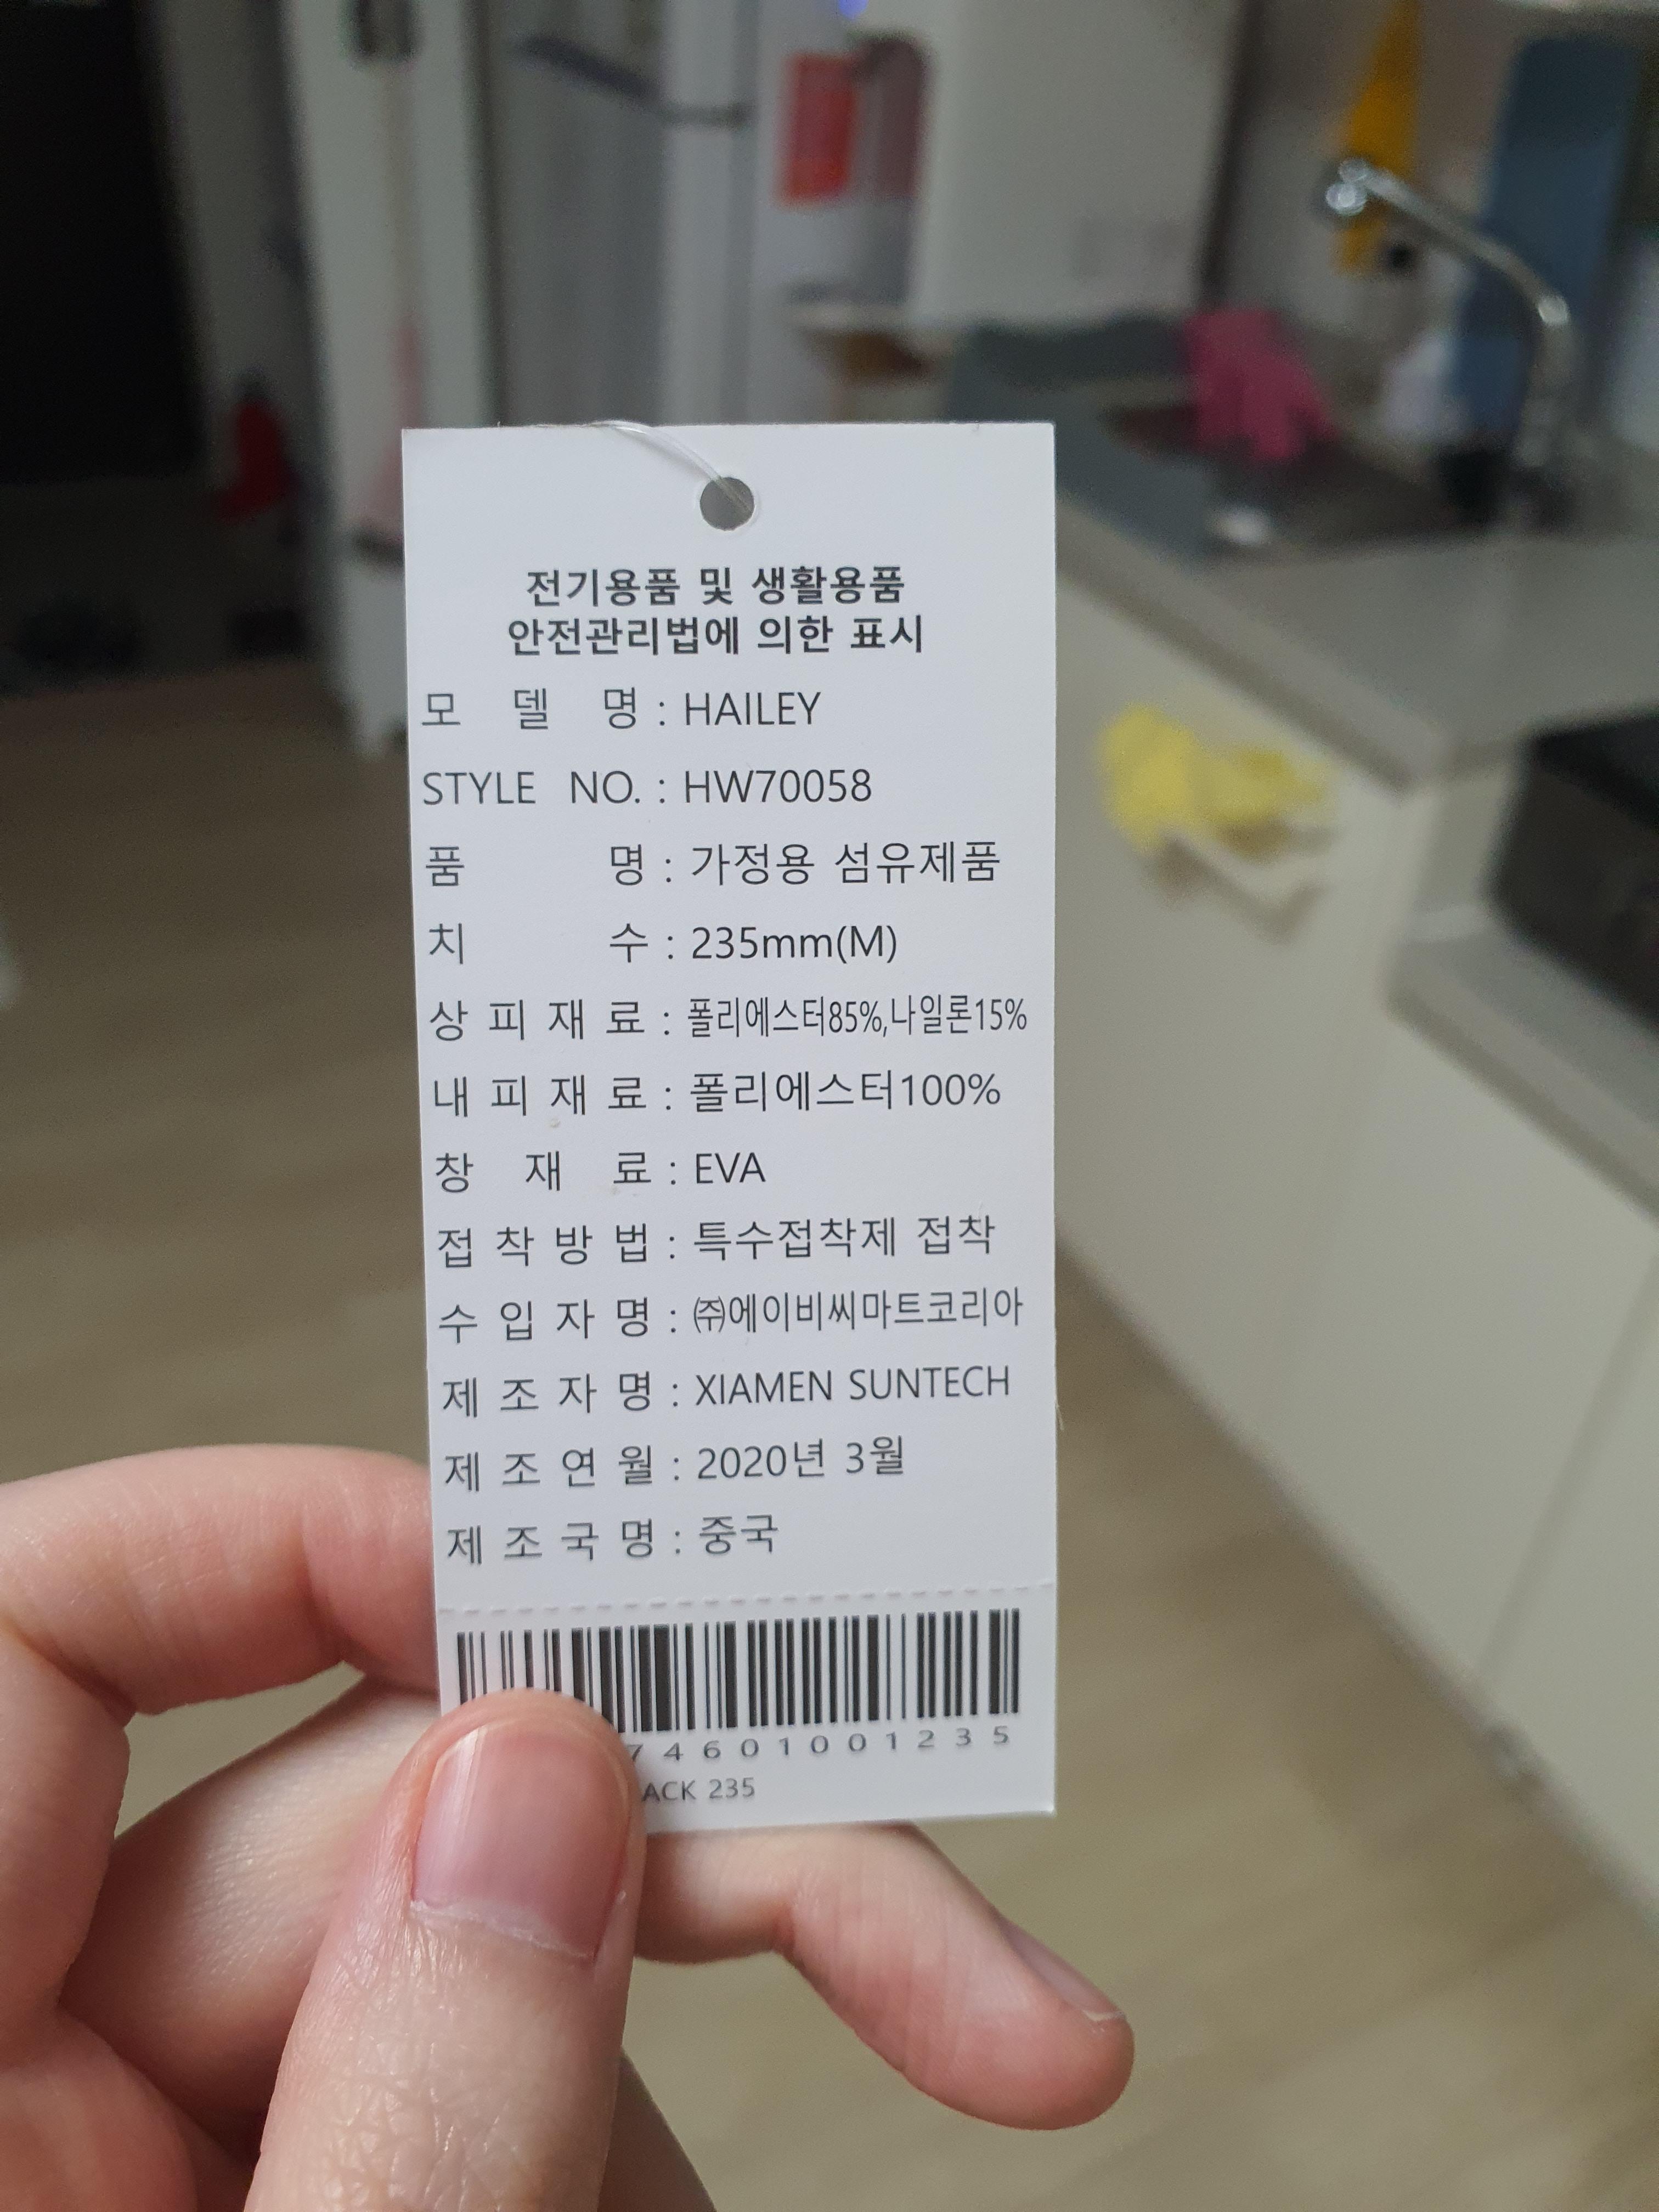 전기용품 및 생활용품
안전관리법에 의한 표시
모 델 명 : HAILEY
STYLE NO. : HW70058
품 명 : 가정용 섬유제품
치 수 : 235mm(M)
상 피 재 료 : 폴리에스터85%,나일론15%
내 피 재 료 : 폴리에스터100%
창 재 료 : EVA
접 착 방 법 : 특수접착제 접착
수 입 자 명 : ㈜에이비씨마트코리아
제 조 자 명 : XIAMEN SUNTECH
제 조 연 월 : 2020년 3월
제 조 국 명 : 중국
7 4 6 0 1 0 0 1 2 3 5
ACK 235